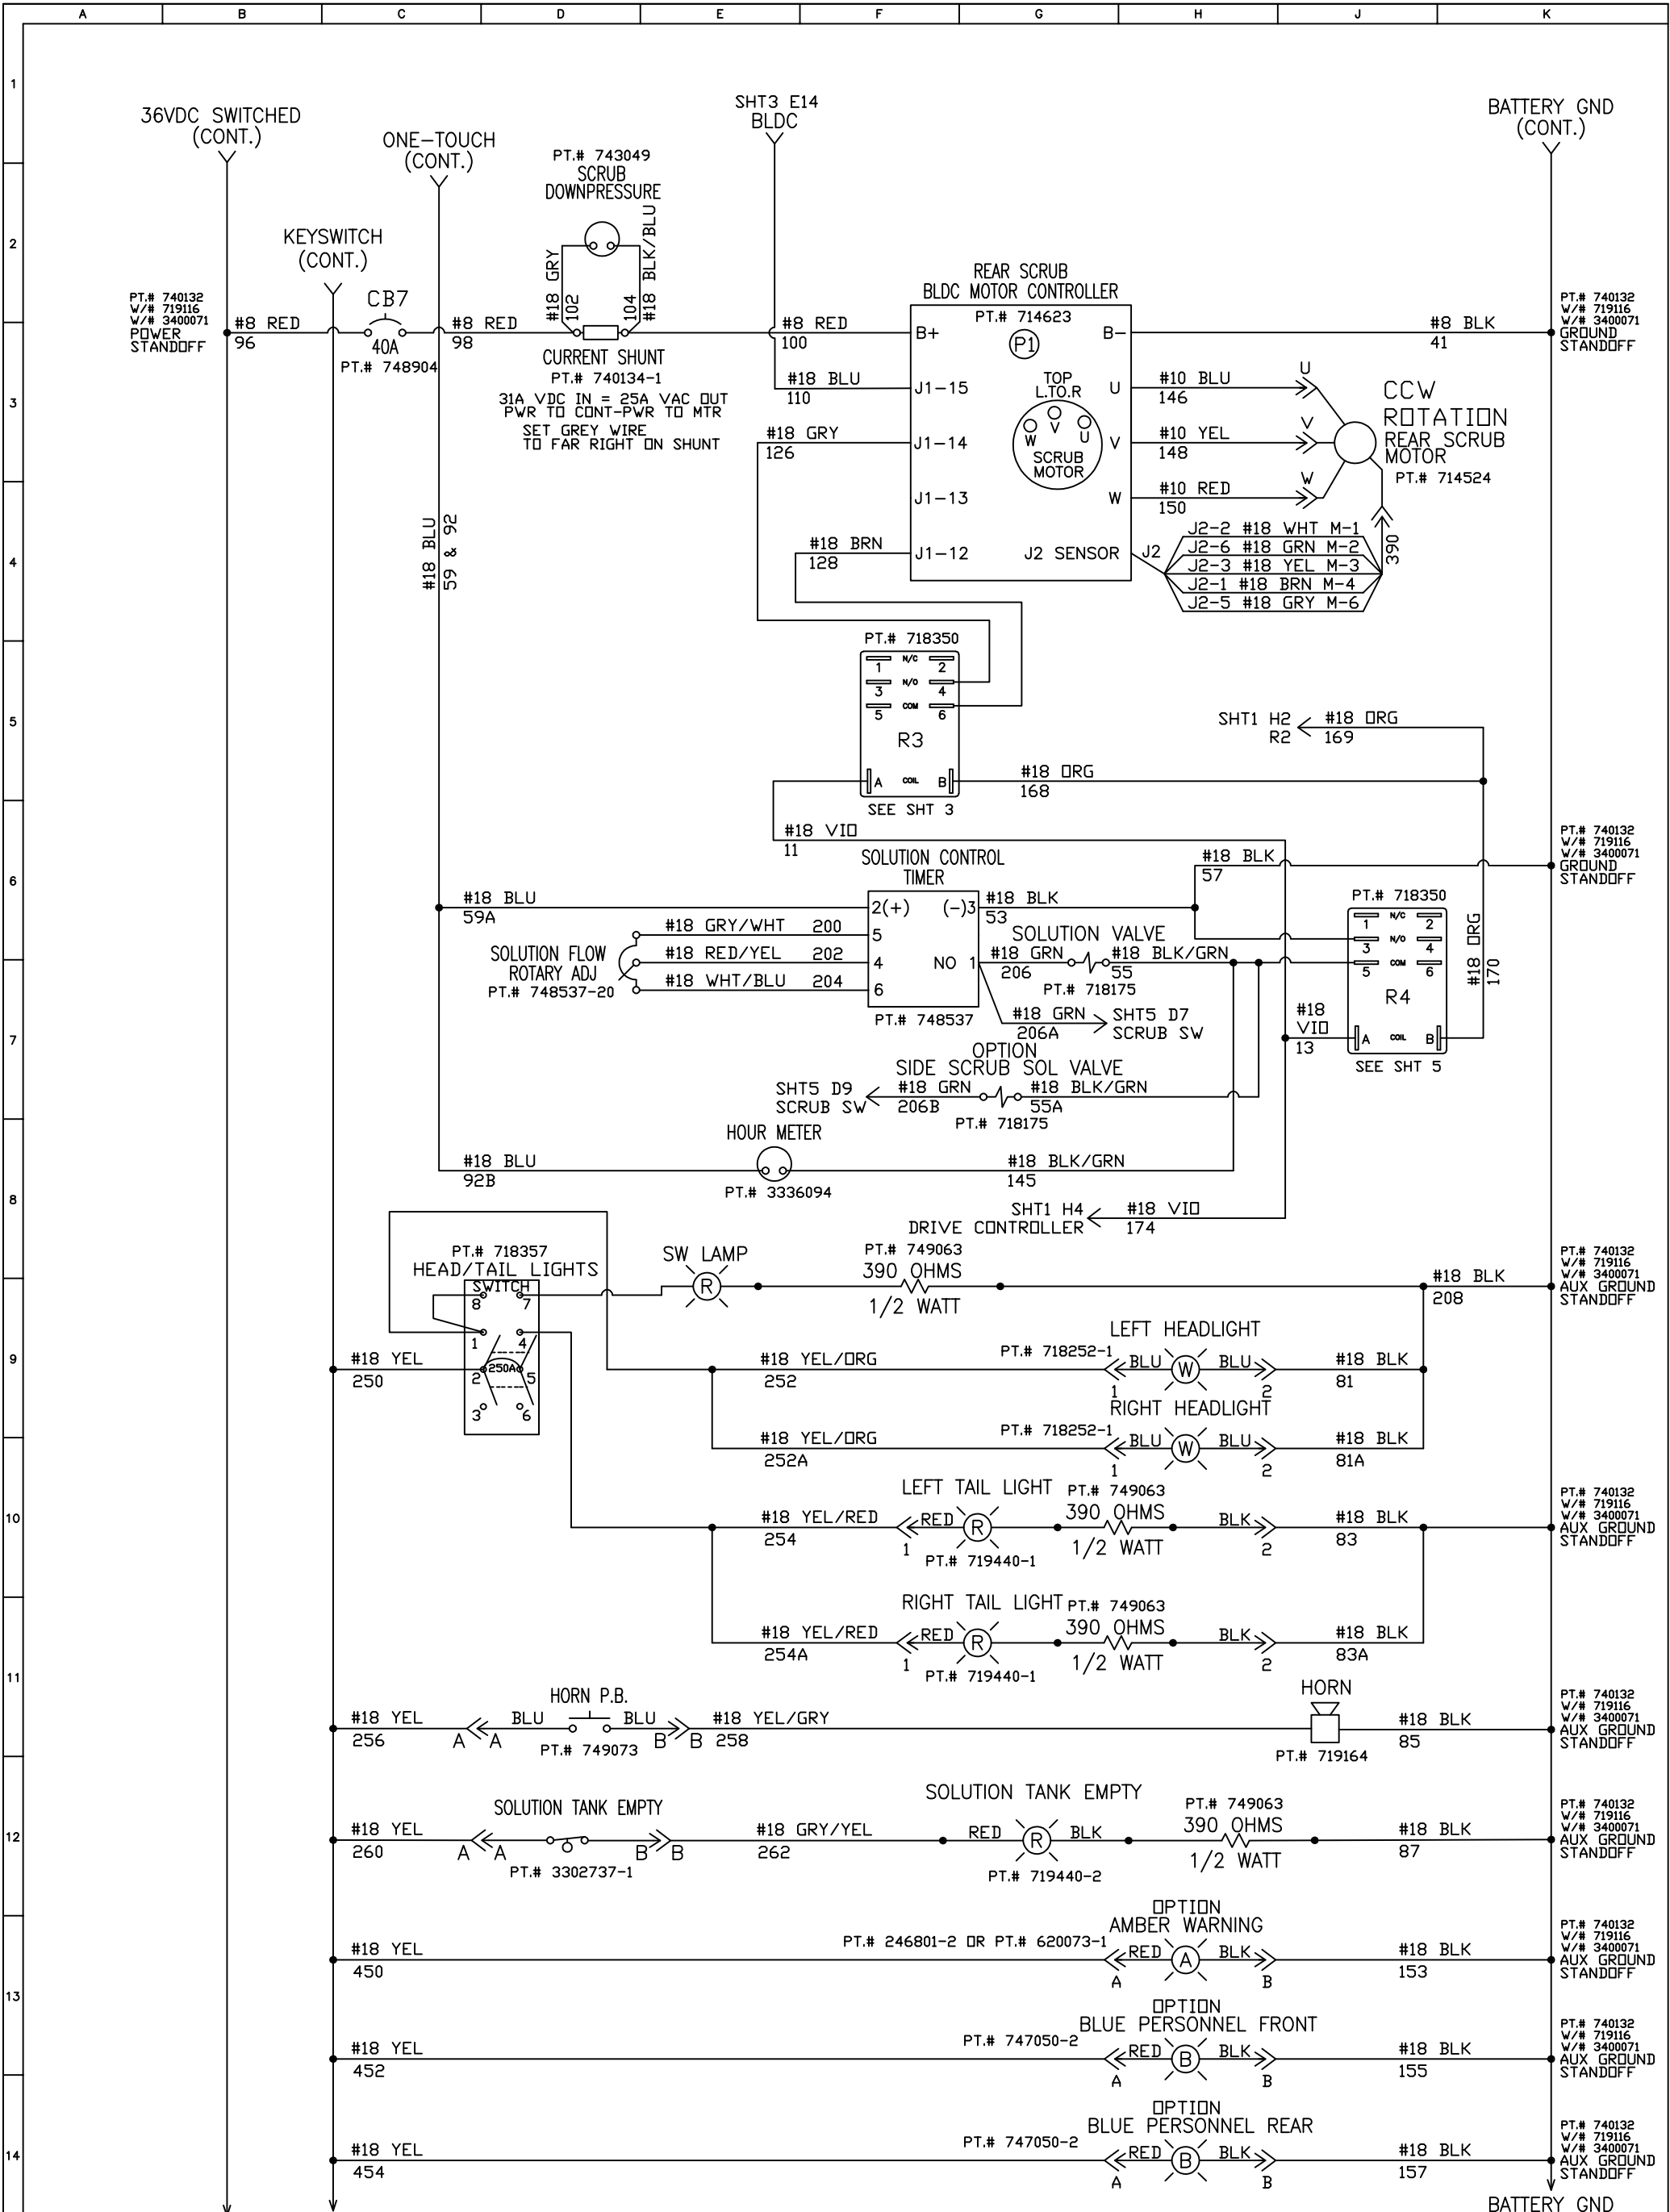 A B C D E F G H J K
1
36VDC SWITCHED
(CONT.)
ONE-TOUCH
(CONT.)
SHT3 E14
BLDC
BATTERY GND
(CONT.)
PT.# 743049
SCRUB
DOWNPRESSURE
2
KEYSWITCH
(CONT.)
#18 GRY
102
104
#18 BLK/BLU
REAR SCRUB
BLDC MOTOR CONTROLLER
PT.# 714623
PT.# 740132
W/# 719116
W/# 3400071
POWER
STANDOFF
#8 RED
96
CB7
40A
PT.# 748904
#8 RED
98
CURRENT SHUNT
PT.# 740134-1
31A VDC IN = 25A VAC OUT
PWR TO CONT-PWR TO MTR
SET GREY WIRE
TO FAR RIGHT ON SHUNT
#8 RED
100
B+
P1
B-
#8 BLK
41
PT.# 740132
W/# 719116
W/# 3400071
GROUND
STANDOFF
3
#18 BLU
110
J1-15
TOP
L.TO.R
W V U
SCRUB
MOTOR
U
#10 BLU
146
U
CCW
ROTATION
REAR SCRUB
MOTOR
PT.# 714524
#18 GRY
126
J1-14
V
#10 YEL
148
V
J1-13
W
#10 RED
150
W
4
#18 BLU
59 & 92
#18 BRN
128
J1-12
J2 SENSOR
J2
J2-2 #18 WHT M-1
J2-6 #18 GRN M-2
J2-3 #18 YEL M-3
J2-1 #18 BRN M-4
J2-5 #18 GRY M-6
390
PT.# 718350
1 N/C 2
3 N/O 4
5 COM 6
R3
A COIL B
SEE SHT 3
5
SHT1 H2
R2
#18 ORG
169
#18 ORG
168
#18 VIO
11
6
SOLUTION CONTROL
TIMER
#18 BLK
57
PT.# 740132
W/# 719116
W/# 3400071
GROUND
STANDOFF
#18 BLU
59A
2(+) (-)3
#18 BLK
53
PT.# 718350
1 N/C 2
3 N/O 4
5 COM 6
R4
A COIL B
SEE SHT 5
#18 ORG
170
SOLUTION FLOW
ROTARY ADJ
PT.# 748537-20
#18 GRY/WHT 200
5
#18 RED/YEL 202
4
#18 WHT/BLU 204
6
NO 1
PT.# 748537
SOLUTION VALVE
#18 GRN
206
#18 BLK/GRN
55
PT.# 718175
7
#18 GRN
206A
SHT5 D7
SCRUB SW
#18
VIO
13
OPTION
SIDE SCRUB SOL VALVE
SHT5 D9
SCRUB SW
#18 GRN
206B
#18 BLK/GRN
55A
PT.# 718175
HOUR METER
#18 BLU
92B
PT.# 3336094
#18 BLK/GRN
145
8
SHT1 H4
DRIVE CONTROLLER
#18 VIO
174
PT.# 718357
HEAD/TAIL LIGHTS
SWITCH
8 7
1 4
250A
2 5
3 6
SW LAMP
R
PT.# 749063
390 OHMS
1/2 WATT
#18 BLK
208
PT.# 740132
W/# 719116
W/# 3400071
AUX GROUND
STANDOFF
9
#18 YEL
250
#18 YEL/ORG
252
LEFT HEADLIGHT
PT.# 718252-1
1
BLU W BLU
2
#18 BLK
81
RIGHT HEADLIGHT
PT.# 718252-1
#18 YEL/ORG
252A
1
BLU W BLU
2
#18 BLK
81A
10
LEFT TAIL LIGHT
PT.# 749063
390 OHMS
1/2 WATT
#18 YEL/RED
254
1
RED R
PT.# 719440-1
BLK
2
#18 BLK
83
PT.# 740132
W/# 719116
W/# 3400071
AUX GROUND
STANDOFF
RIGHT TAIL LIGHT
PT.# 749063
390 OHMS
1/2 WATT
#18 YEL/RED
254A
1
RED R
PT.# 719440-1
BLK
2
#18 BLK
83A
11
HORN P.B.
#18 YEL
256
A A
BLU BLU
PT.# 749073
B B
#18 YEL/GRY
258
HORN
PT.# 719164
#18 BLK
85
PT.# 740132
W/# 719116
W/# 3400071
AUX GROUND
STANDOFF
12
SOLUTION TANK EMPTY
#18 YEL
260
A A
PT.# 3302737-1
B B
#18 GRY/YEL
262
SOLUTION TANK EMPTY
RED R BLK
PT.# 719440-2
PT.# 749063
390 OHMS
1/2 WATT
#18 BLK
87
PT.# 740132
W/# 719116
W/# 3400071
AUX GROUND
STANDOFF
13
OPTION
AMBER WARNING
PT.# 246801-2 OR PT.# 620073-1
#18 YEL
450
A
RED A BLK
B
#18 BLK
153
PT.# 740132
W/# 719116
W/# 3400071
AUX GROUND
STANDOFF
OPTION
BLUE PERSONNEL FRONT
PT.# 747050-2
#18 YEL
452
A
RED B BLK
B
#18 BLK
155
PT.# 740132
W/# 719116
W/# 3400071
AUX GROUND
STANDOFF
14
OPTION
BLUE PERSONNEL REAR
PT.# 747050-2
#18 YEL
454
A
RED B BLK
B
#18 BLK
157
PT.# 740132
W/# 719116
W/# 3400071
AUX GROUND
STANDOFF
BATTERY GND